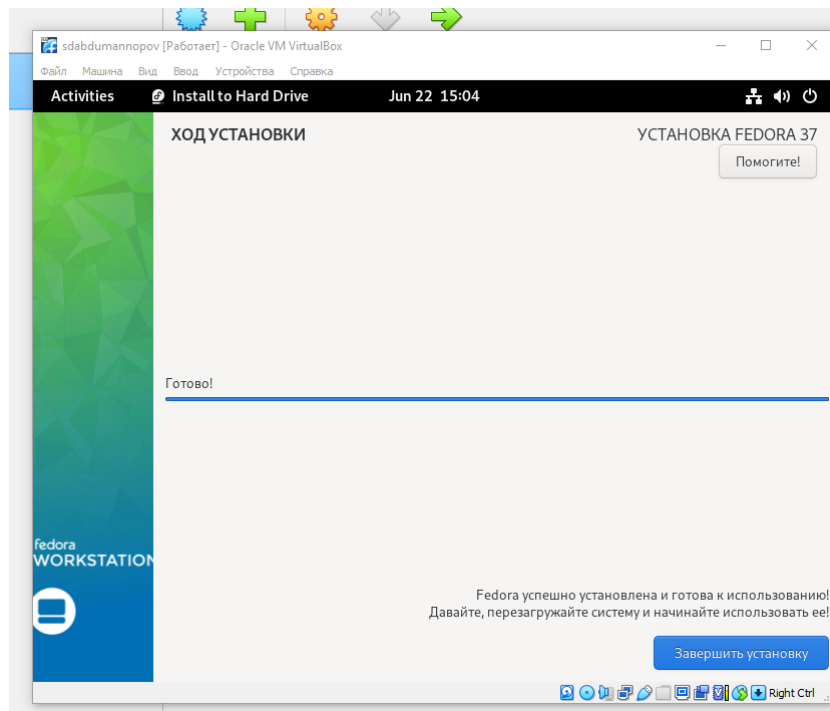 sdabdumannopov [Работает] - Oracle VM VirtualBox
Файл Машина Вид Ввод Устройства Справка
Activities Install to Hard Drive Jun 22 15:04
ХОД УСТАНОВКИ УСТАНОВКА FEDORA 37
Помогите!
Готово!
fedora
WORKSTATION
Fedora успешно установлена и готова к использованию!
Давайте, перезагружайте систему и начинайте использовать ее!
Завершить установку
Right Ctrl